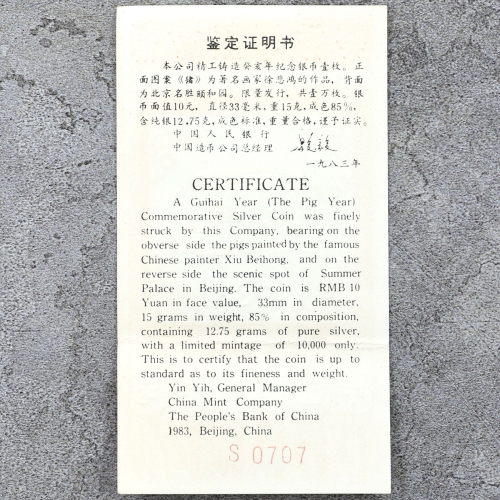 鉴定证明书
本公司精工铸造癸亥年纪念银币壹枚。正
面图案《猪》为著名画家徐悲鸿的作品，背面
为北京名胜颐和园。限量发行，共壹万枚。银
币面值10元，直径33毫米，重15克，成色85%，
含纯银12.75克，成色标准，重量合格，谨予证实。
中国人民银行
中国造币公司总经理
一九八三年
CERTIFICATE
A Guihai Year (The Pig Year)
Commemorative Silver Coin was finely
struck by this Company, bearing on the
obverse side the pigs painted by the famous
Chinese painter Xiu Beihong, and on the
reverse side the scenic spot of Summer
Palace in Beijing. The coin is RMB 10
Yuan in face value, 33mm in diameter,
15 grams in weight, 85% in composition,
containing 12.75 grams of pure silver,
with a limited mintage of 10,000 only.
This is to certify that the coin is up to
standard as to its fineness and weight.
Yin Yih, General Manager
China Mint Company
The People's Bank of China
1983, Beijing, China
S 0707